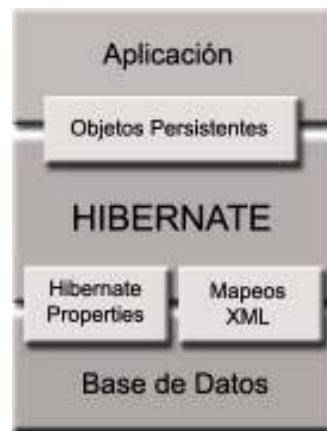 Aplicación
Objetos Persistentes
HIBERNATE
Hibernate
Properties
Mapeos
XML
Base de Datos